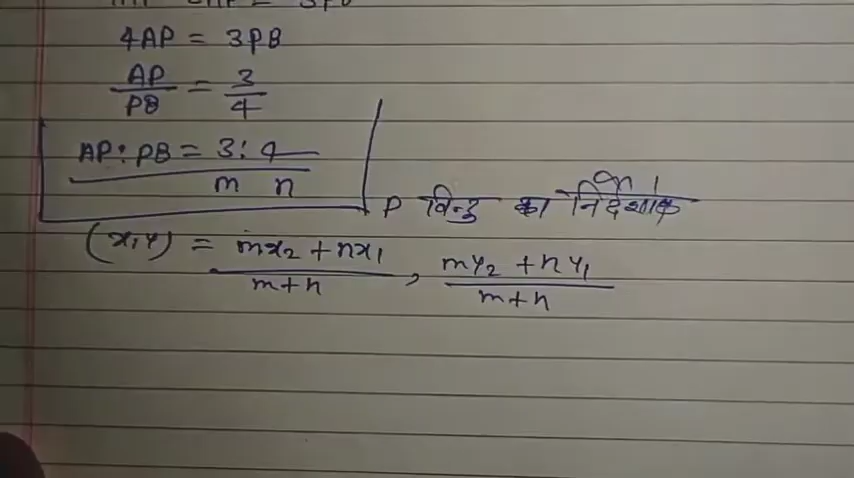 4AP = 3PB
AP/PB = 3/4
AP : PB = 3 : 4
m n
P बिन्दु का निर्देशांक
(x, y) = mx₂ + nx₁ / m + n , my₂ + ny₁ / m + n